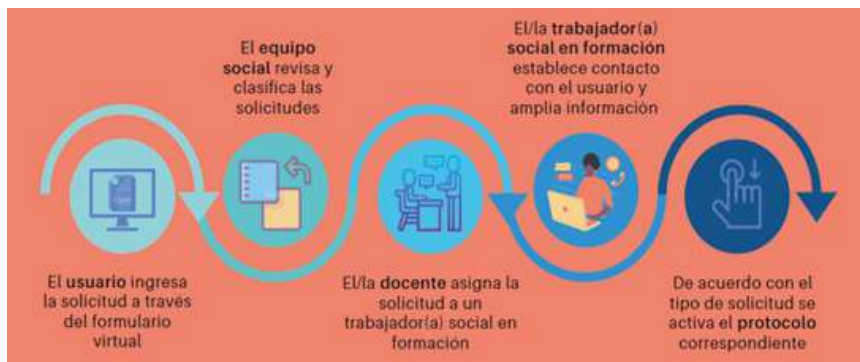 El usuario ingresa
la solicitud a través
del formulario
virtual
El equipo
social revisa y
clasifica las
solicitudes
El/la docente asigna la
solicitud a un
trabajador(a) social en
formación
El/la trabajador(a)
social en formación
establece contacto
con el usuario y
amplia información
De acuerdo con el
tipo de solicitud se
activa el protocolo
correspondiente